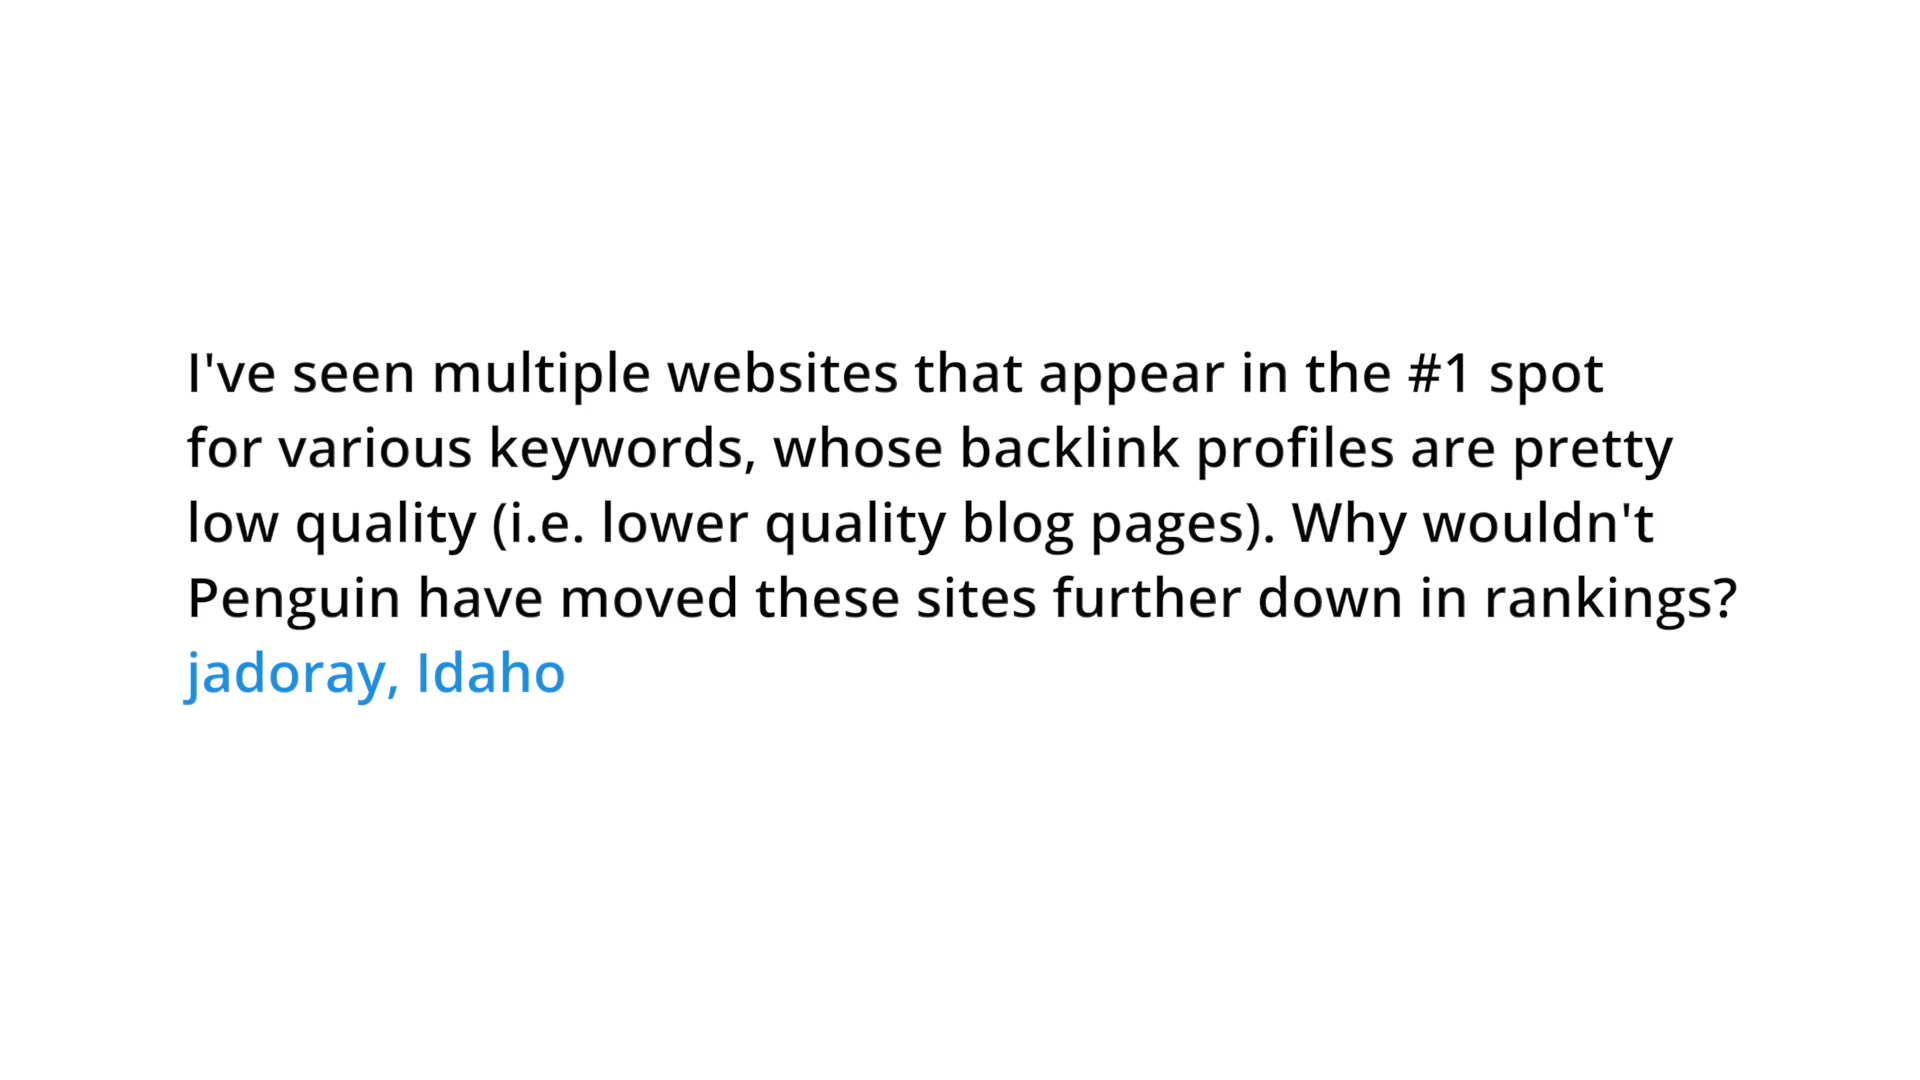 I've seen multiple websites that appear in the #1 spot
for various keywords, whose backlink profiles are pretty
low quality (i.e. lower quality blog pages). Why wouldn't
Penguin have moved these sites further down in rankings?
jadoray, Idaho